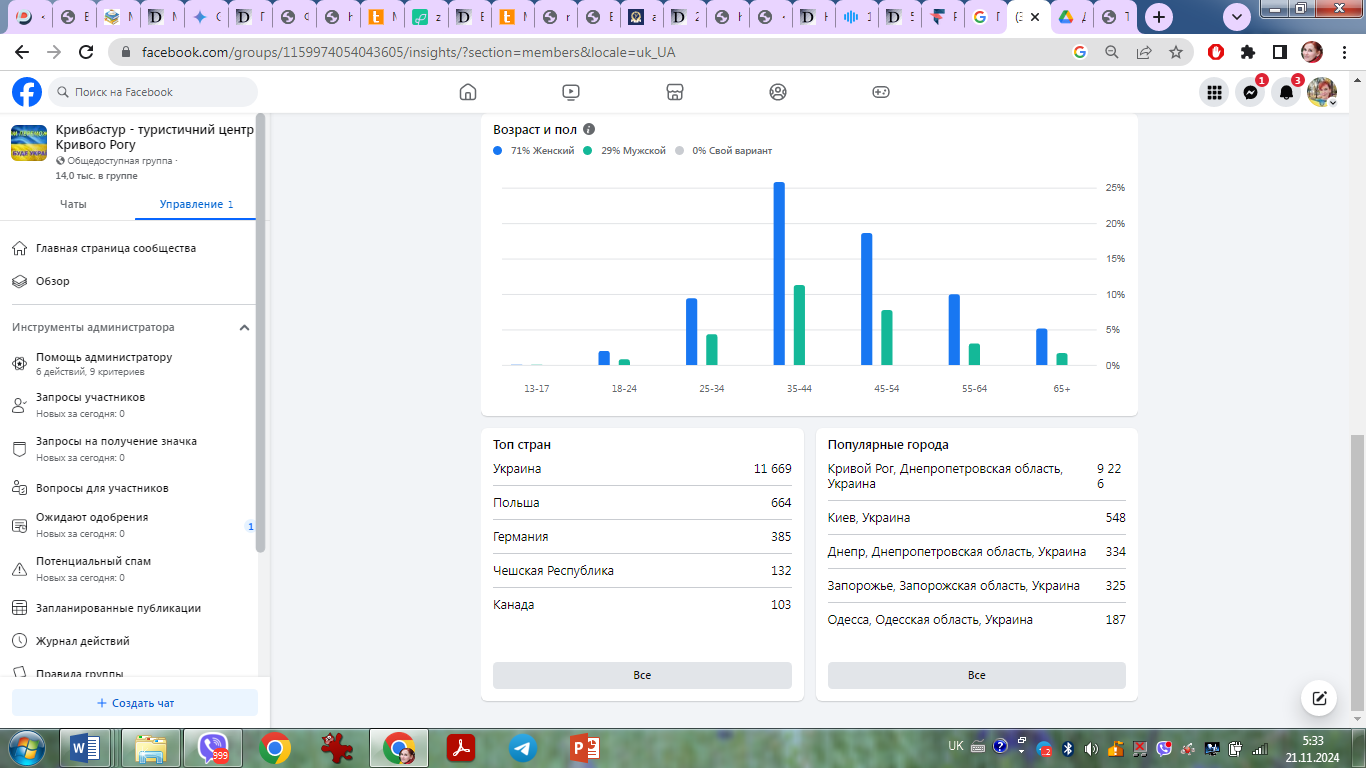 facebook.com/groups/1159974054043605/insights/?section=members&locale=uk_UA
Поиск на Facebook
1
3
Кривбастур - туристичний центр
Кривого Рогу
Общедоступная группа ·
14,0 тыс. в группе
Чаты
Управление 1
Главная страница сообщества
Обзор
Инструменты администратора
Помощь администратору
6 действий, 9 критериев
Запросы участников
Новых за сегодня: 0
Запросы на получение значка
Новых за сегодня: 0
Вопросы для участников
Ожидают одобрения
1
Новых за сегодня: 0
Потенциальный спам
Новых за сегодня: 0
Запланированные публикации
Журнал действий
Правила группы
+ Создать чат
Возраст и пол
71% Женский 29% Мужской 0% Свой вариант
25%
20%
15%
10%
5%
0%
13-17 18-24 25-34 35-44 45-54 55-64 65+
Топ стран
Украина 11 669
Польша 664
Германия 385
Чешская Республика 132
Канада 103
Все
Популярные города
Кривой Рог, Днепропетровская область, 9 22
Украина 6
Киев, Украина 548
Днепр, Днепропетровская область, Украина 334
Запорожье, Запорожская область, Украина 325
Одесса, Одесская область, Украина 187
Все
999
UK
5:33
21.11.2024